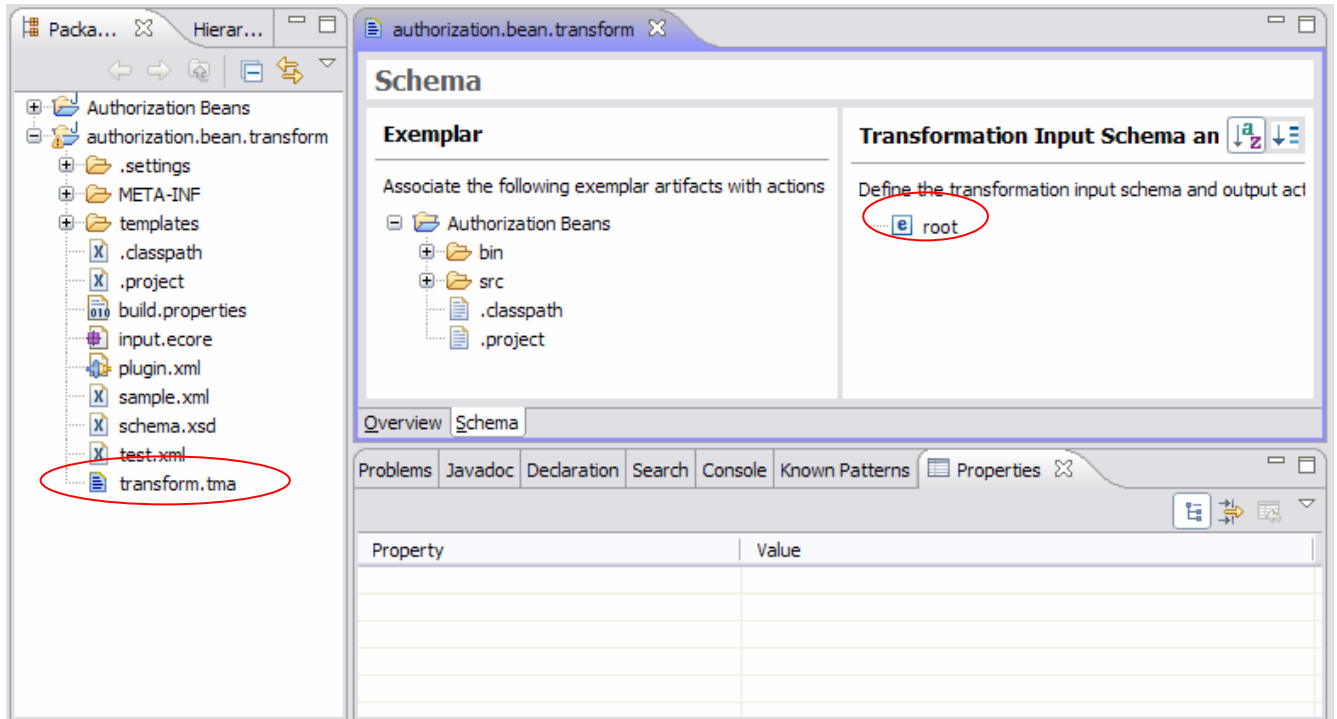 Packa...
Hierar...
Authorization Beans
authorization.bean.transform
.settings
META-INF
templates
.classpath
.project
build.properties
input.ecore
plugin.xml
sample.xml
schema.xsd
test.xml
transform.tma
authorization.bean.transform
Schema
Exemplar
Associate the following exemplar artifacts with actions
Authorization Beans
bin
src
.classpath
.project
Transformation Input Schema an
Define the transformation input schema and output act
root
Overview Schema
Problems Javadoc Declaration Search Console Known Patterns Properties
Property Value